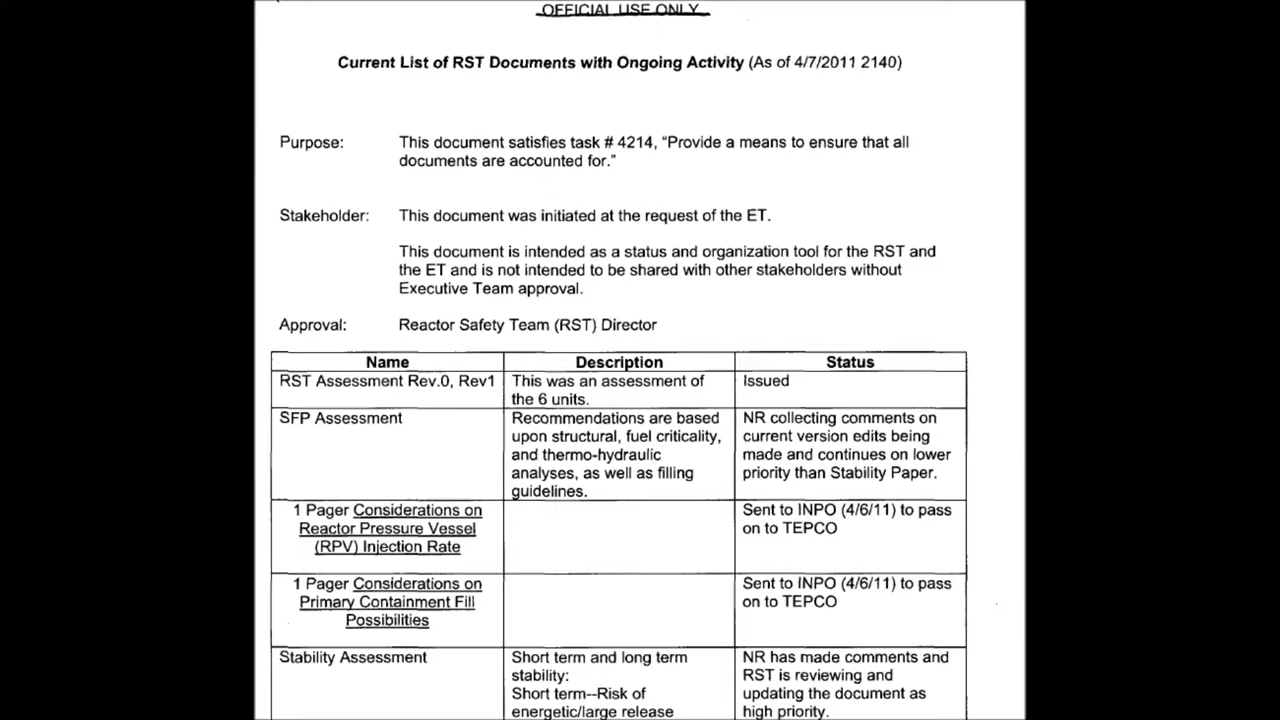 OFFICIAL USE ONLY
Current List of RST Documents with Ongoing Activity (As of 4/7/2011 2140)
Purpose: This document satisfies task # 4214, “Provide a means to ensure that all
documents are accounted for.”
Stakeholder: This document was initiated at the request of the ET.
This document is intended as a status and organization tool for the RST and
the ET and is not intended to be shared with other stakeholders without
Executive Team approval.
Approval: Reactor Safety Team (RST) Director
Name Description Status
RST Assessment Rev.0, Rev1
This was an assessment of
the 6 units.
Issued
SFP Assessment
Recommendations are based
upon structural, fuel criticality,
and thermo-hydraulic
analyses, as well as filling
guidelines.
NR collecting comments on
current version edits being
made and continues on lower
priority than Stability Paper.
1 Pager Considerations on
Reactor Pressure Vessel
(RPV) Injection Rate
Sent to INPO (4/6/11) to pass
on to TEPCO
1 Pager Considerations on
Primary Containment Fill
Possibilities
Sent to INPO (4/6/11) to pass
on to TEPCO
Stability Assessment
Short term and long term
stability:
Short term--Risk of
energetic/large release
NR has made comments and
RST is reviewing and
updating the document as
high priority.